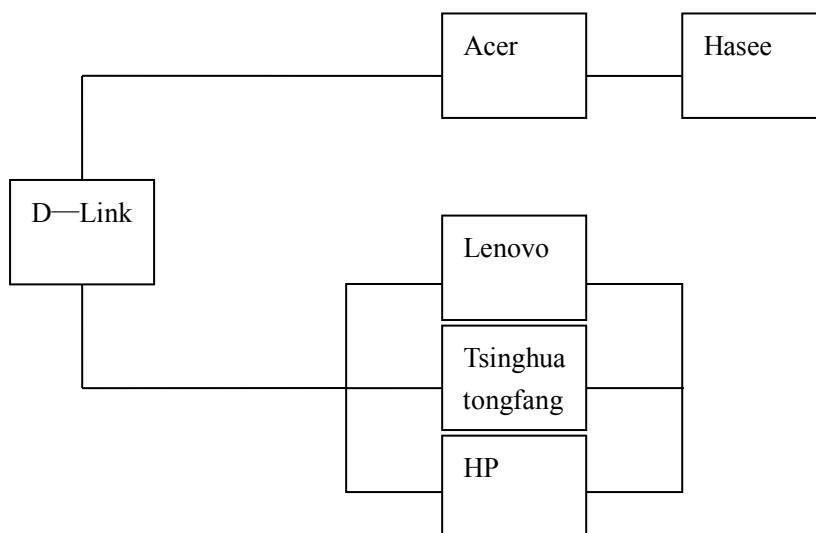 Acer
Hasee
D—Link
Lenovo
Tsinghua
tongfang
HP